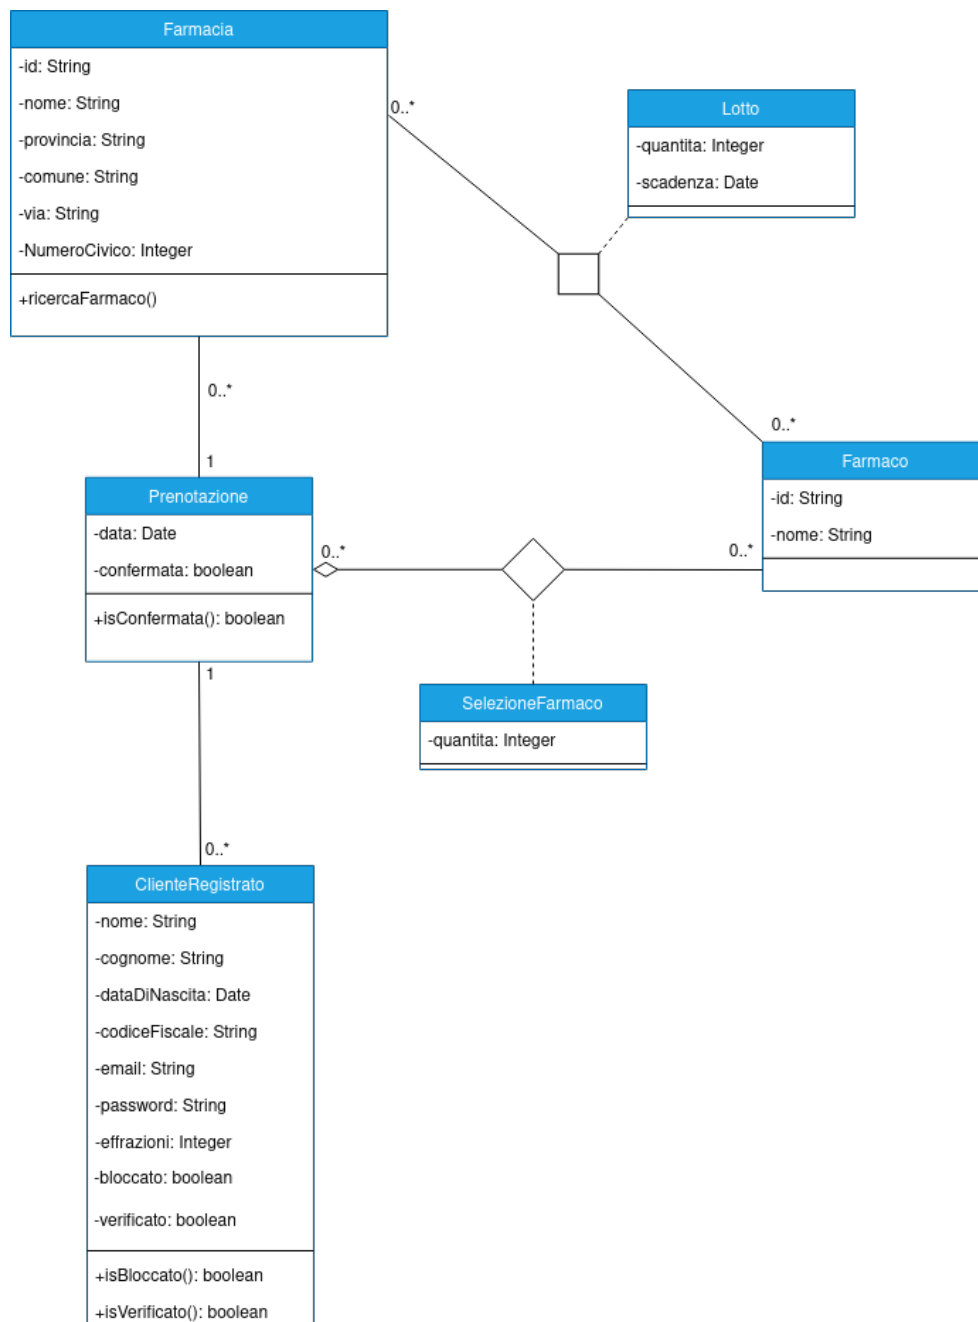 Farmacia
-id: String
-nome: String
-provincia: String
-comune: String
-via: String
-NumeroCivico: Integer
+ricercaFarmaco()
0..*
Lotto
-quantita: Integer
-scadenza: Date
0..*
1
0..*
Farmaco
-id: String
-nome: String
Prenotazione
-data: Date
-confermata: boolean
+isConfermata(): boolean
0..*
0..*
SelezioneFarmaco
-quantita: Integer
1
0..*
ClienteRegistrato
-nome: String
-cognome: String
-dataDiNascita: Date
-codiceFiscale: String
-email: String
-password: String
-effrazioni: Integer
-bloccato: boolean
-verificato: boolean
+isBloccato(): boolean
+isVerificato(): boolean